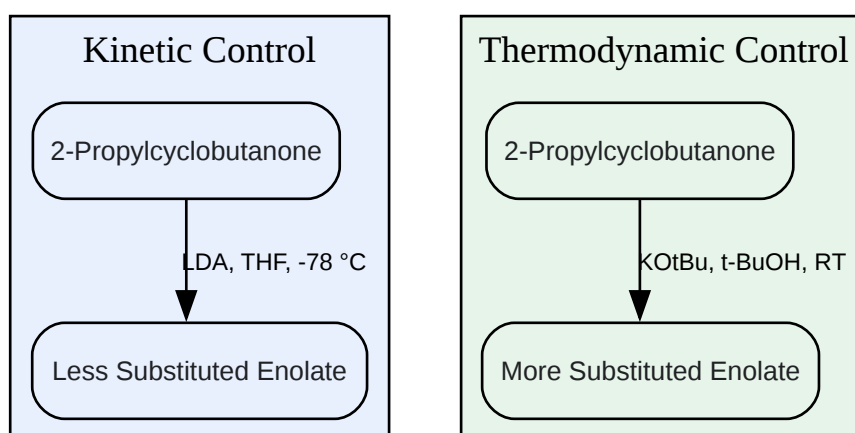 Kinetic Control
2-Propylcyclobutanone
LDA, THF, -78 °C
Less Substituted Enolate
Thermodynamic Control
2-Propylcyclobutanone
KOtBu, t-BuOH, RT
More Substituted Enolate